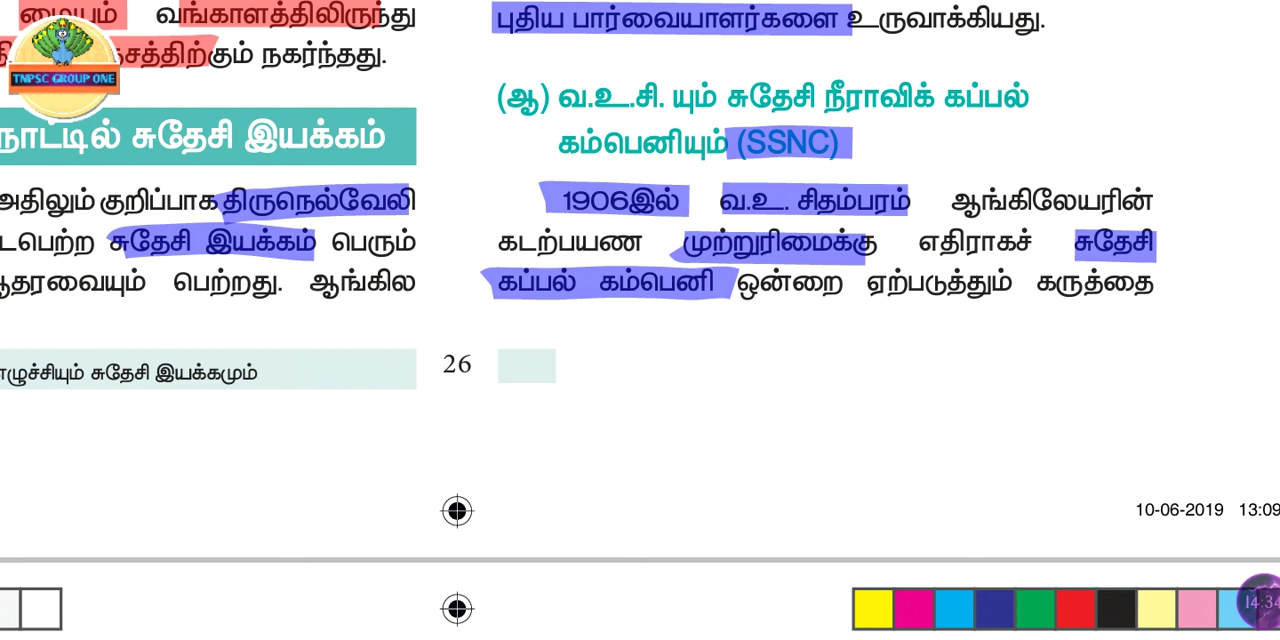 மையும் வங்காளத்திலிருந்து
நகர்ந்தது.
TNPSC GROUP ONE
நாட்டில் சுதேசி இயக்கம்
அதிலும் குறிப்பாக திருநெல்வேலி
டபெற்ற சுதேசி இயக்கம் பெரும்
ஆதரவையும் பெற்றது. ஆங்கில
புதிய பார்வையாளர்களை உருவாக்கியது.
(ஆ) வ.உ.சி. யும் சுதேசி நீராவிக் கப்பல்
கம்பெனியும் (SSNC)
1906இல் வ.உ. சிதம்பரம் ஆங்கிலேயரின்
கடற்பயண முற்றுரிமைக்கு எதிராகச் சுதேசி
கப்பல் கம்பெனி ஒன்றை ஏற்படுத்தும் கருத்தை
எழுச்சியும் சுதேசி இயக்கமும்
26
10-06-2019 13:09
14:34